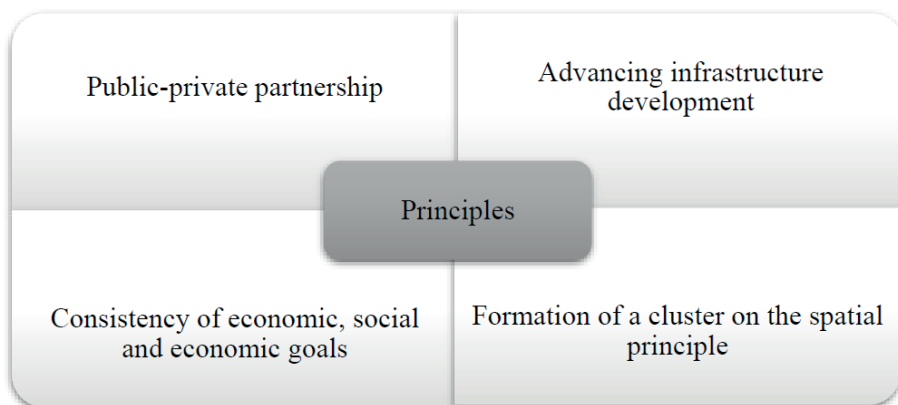 Public-private partnership
Advancing infrastructure
development
Principles
Consistency of economic, social
and economic goals
Formation of a cluster on the spatial
principle